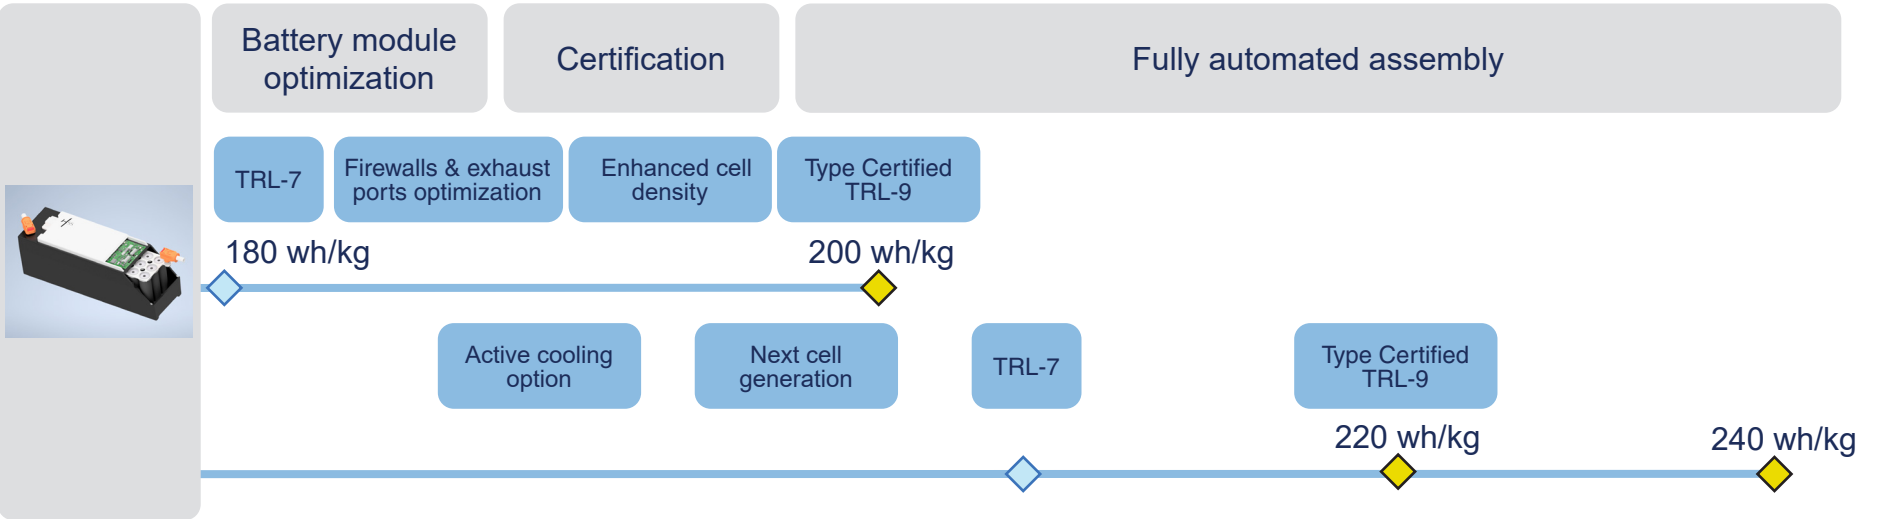 Battery module
optimization
Certification
Fully automated assembly
TRL-7
Firewalls & exhaust
ports optimization
Enhanced cell
density
Type Certified
TRL-9
180 wh/kg
200 wh/kg
Active cooling
option
Next cell
generation
TRL-7
Type Certified
TRL-9
220 wh/kg
240 wh/kg